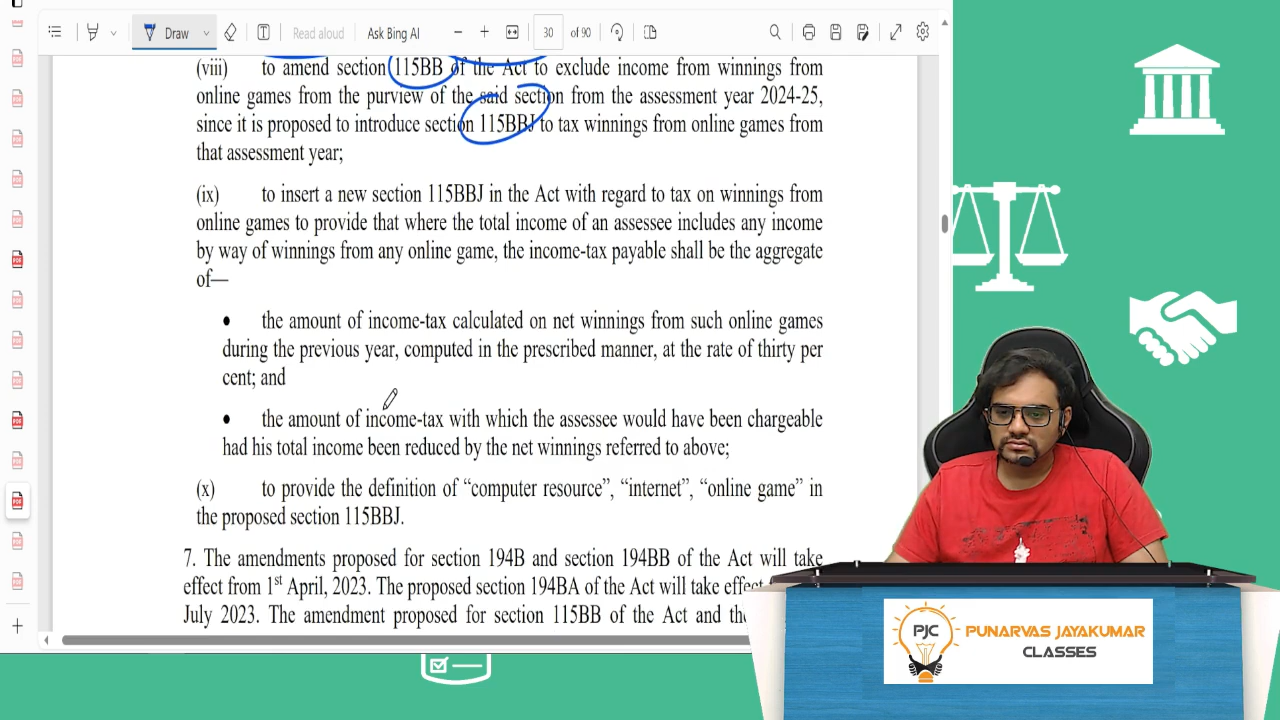 Draw
Read aloud
Ask Bing AI
30
of 90
(viii) to amend section 115BB of the Act to exclude income from winnings from
online games from the purview of the said section from the assessment year 2024-25,
since it is proposed to introduce section 115BBJ to tax winnings from online games from
that assessment year;
(ix) to insert a new section 115BBJ in the Act with regard to tax on winnings from
online games to provide that where the total income of an assessee includes any income
by way of winnings from any online game, the income-tax payable shall be the aggregate
of—
• the amount of income-tax calculated on net winnings from such online games
during the previous year, computed in the prescribed manner, at the rate of thirty per
cent; and
• the amount of income-tax with which the assessee would have been chargeable
had his total income been reduced by the net winnings referred to above;
(x) to provide the definition of “computer resource”, “internet”, “online game” in
the proposed section 115BBJ.
7. The amendments proposed for section 194B and section 194BB of the Act will take
effect from 1st April, 2023. The proposed section 194BA of the Act will take effect
July 2023. The amendment proposed for section 115BB of the Act and the
PJC
PUNARVAS JAYAKUMAR
CLASSES